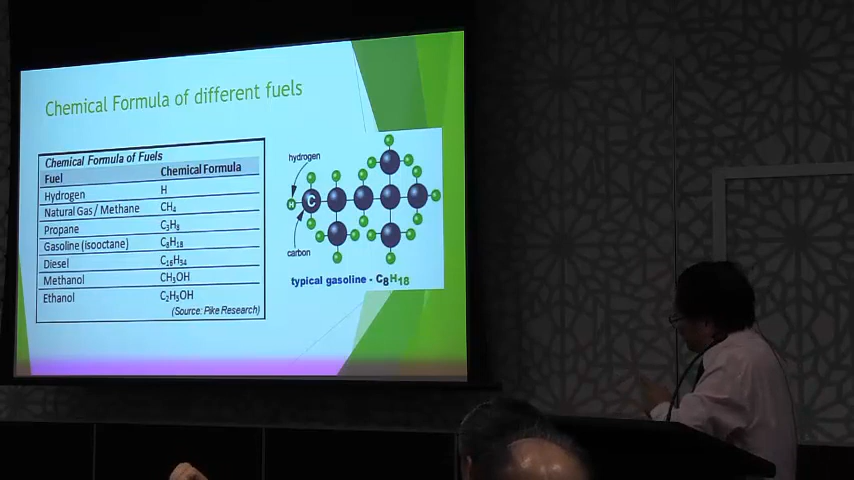 Chemical Formula of different fuels
Chemical Formula of Fuels
Fuel Chemical Formula
Hydrogen H
Natural Gas / Methane CH4
Propane C3H8
Gasoline (isooctane) C8H18
Diesel C16H34
Methanol CH3OH
Ethanol C2H5OH
(Source: Pike Research)
hydrogen
H
C
carbon
typical gasoline - C8H18